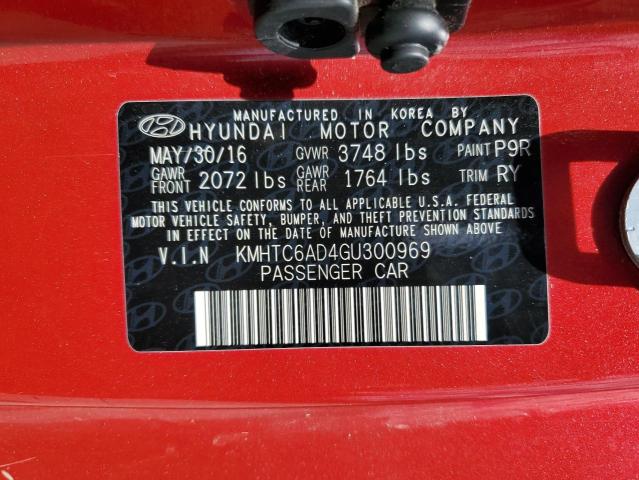 MANUFACTURED IN KOREA BY
HYUNDAI MOTOR COMPANY
MAY/30/16 GVWR 3748 lbs PAINT P9R
GAWR FRONT 2072 lbs GAWR REAR 1764 lbs TRIM RY
THIS VEHICLE CONFORMS TO ALL APPLICABLE U.S.A. FEDERAL
MOTOR VEHICLE SAFETY, BUMPER, AND THEFT PREVENTION STANDARDS
IN EFFECT ON THE DATE OF MANUFACTURE SHOWN ABOVE.
V.I.N KMHTC6AD4GU300969
PASSENGER CAR